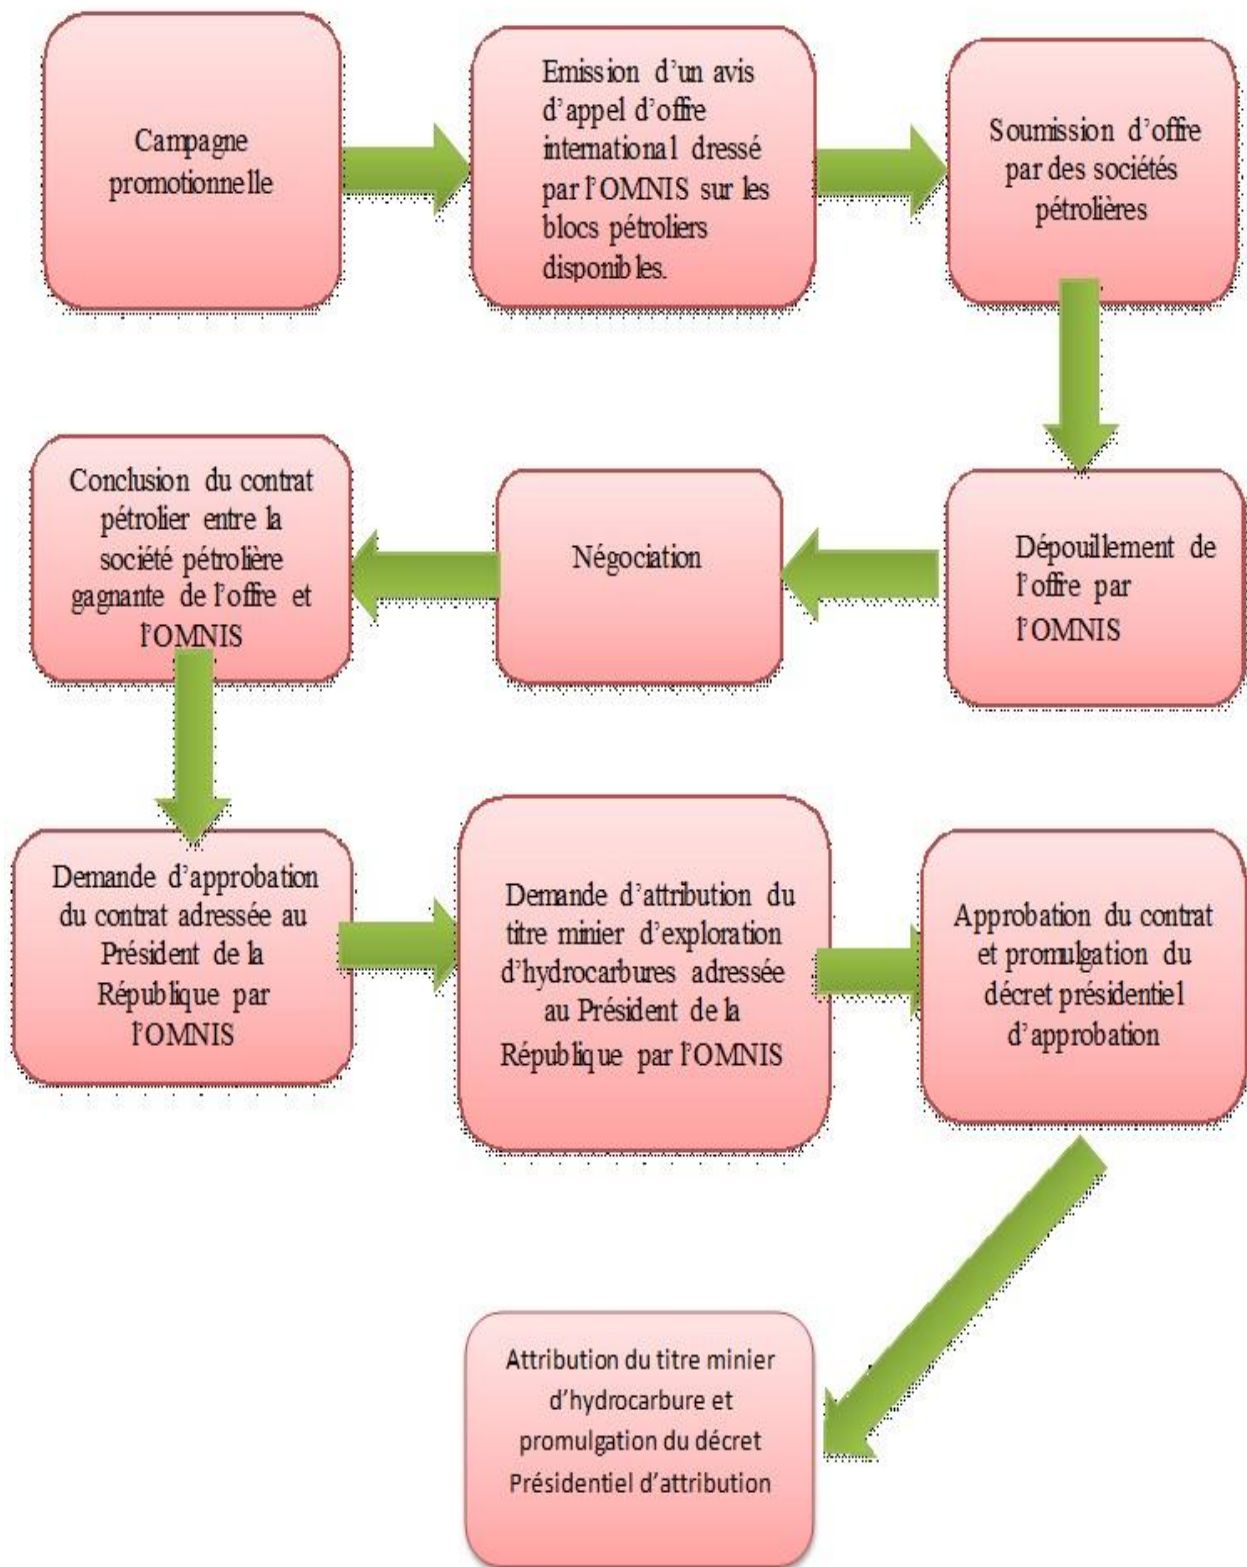 Campagne
promotionnelle
Emission d'un avis
d'appel d'offre
international dressé
par l'OMNIS sur les
blocs pétroliers
disponibles.
Soumission d'offre
par des sociétés
pétrolières
Dépouillement de
l'offre par
l'OMNIS
Négociation
Conclusion du contrat
pétrolier entre la
société pétrolière
gagnante de l'offre et
l'OMNIS
Demande d'approbation
du contrat adressée au
Président de la
République par
l'OMNIS
Demande d'attribution du
titre minier d'exploration
d'hydrocarbures adressée
au Président de la
République par l'OMNIS
Approbation du contrat
et promulgation du
décret présidentiel
d'approbation
Attribution du titre minier
d'hydrocarbure et
promulgation du décret
Présidentiel d'attribution